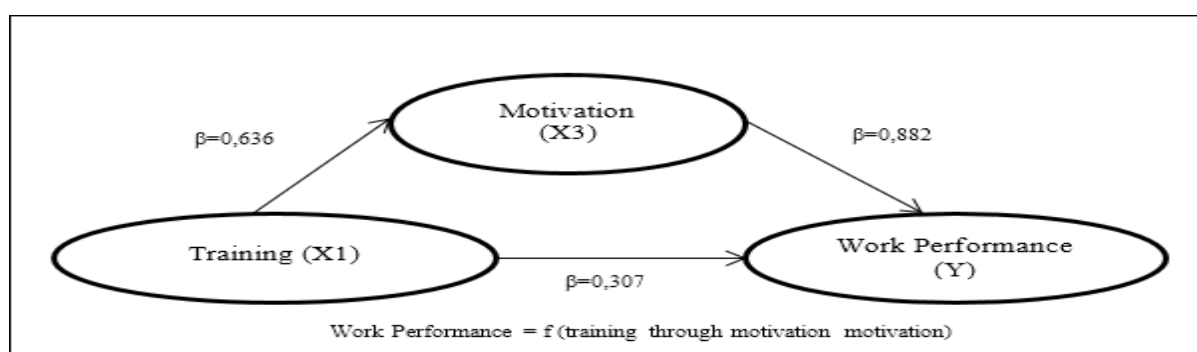 Motivation
(X3)
β=0,636
β=0,882
Training (X1)
Work Performance
(Y)
β=0,307
Work Performance = f (training through motivation motivation)